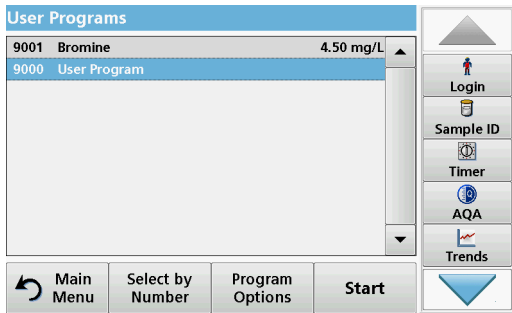 User Programs
9001 Bromine 4.50 mg/L
9000 User Program
Login
Sample ID
Timer
AQA
Trends
Main
Menu
Select by
Number
Program
Options
Start